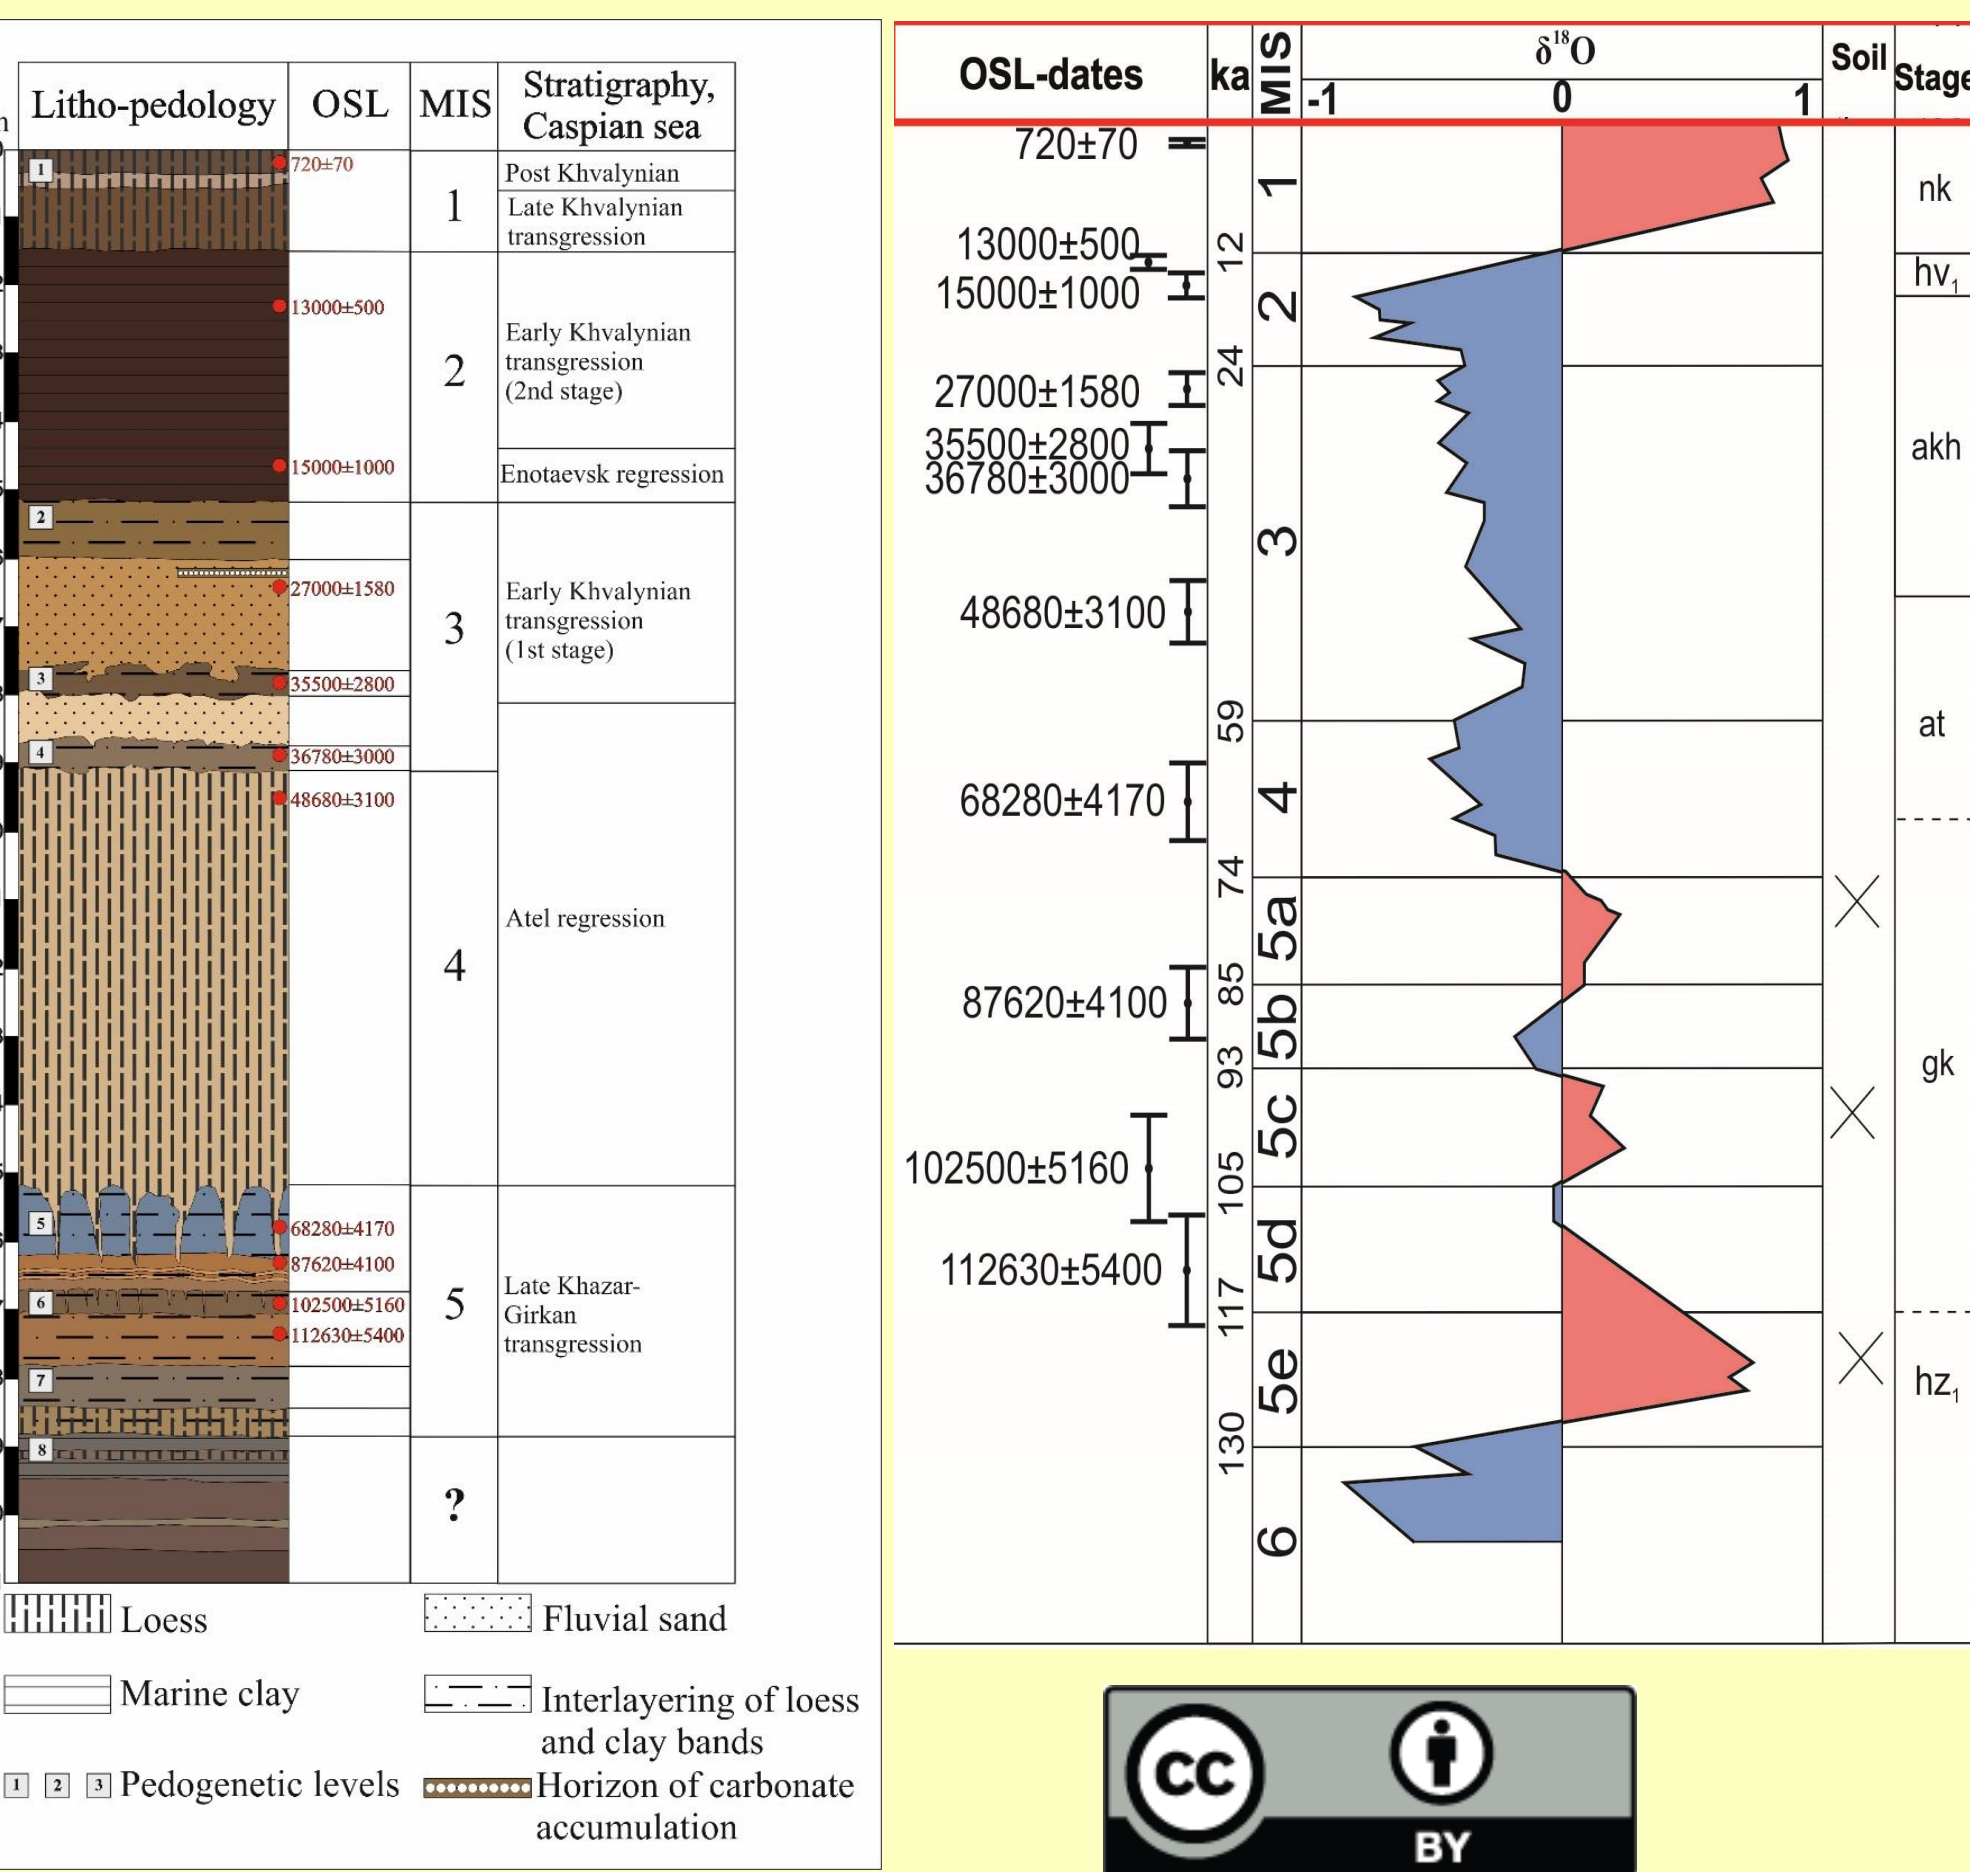 Litho-pedology
OSL
MIS
Stratigraphy,
Caspian sea
1
720±70
1
Post Khvalynian
Late Khvalynian
transgression
13000±500
2
Early Khvalynian
transgression
(2nd stage)
15000±1000
Enotaevsk regression
2
27000±1580
3
Early Khvalynian
transgression
(1st stage)
3
35500±2800
4
36780±3000
48680±3100
4
Atel regression
5
68280±4170
87620±4100
6
102500±5160
112630±5400
5
Late Khazar-
Girkan
transgression
7
8
?
Loess
Fluvial sand
Marine clay
Interlayering of loess
and clay bands
1 2 3 Pedogenetic levels
Horizon of carbonate
accumulation
OSL-dates
ka
MIS
δ¹⁸O
-1 0 1
Soil
Stage
720±70
13000±500
15000±1000
27000±1580
35500±2800
36780±3000
48680±3100
68280±4170
87620±4100
102500±5160
112630±5400
12
24
59
74
85
93
105
117
130
1
2
3
4
5a
5b
5c
5d
5e
6
nk
hv₁
akh
at
gk
hz₁
cc
BY